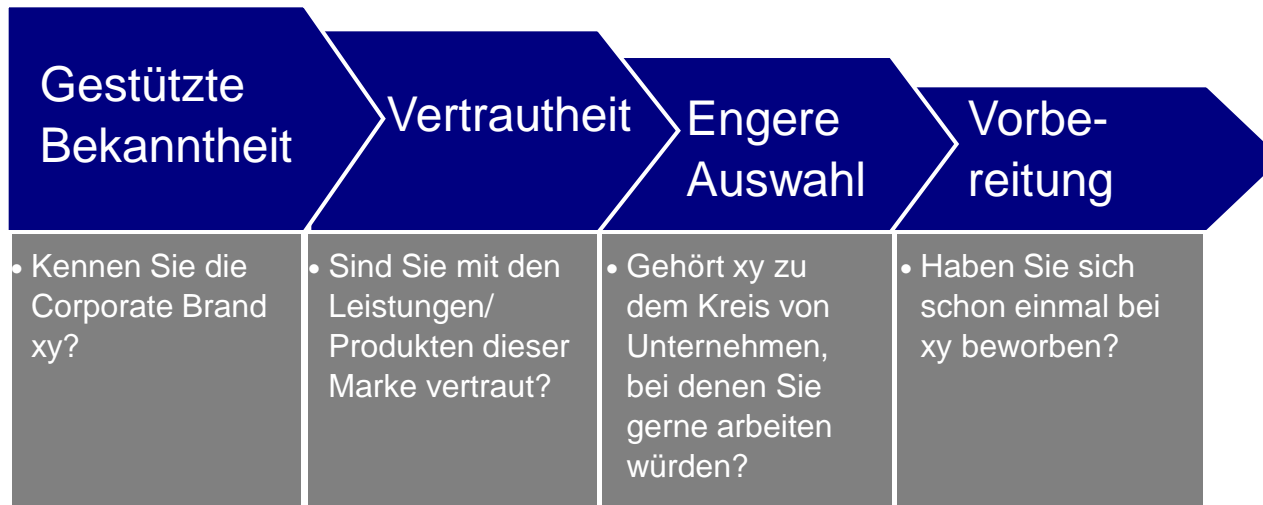 Gestützte
Bekanntheit
Vertrautheit
Engere
Auswahl
Vorbe-
reitung
• Kennen Sie die
Corporate Brand
xy?
• Sind Sie mit den
Leistungen/
Produkten dieser
Marke vertraut?
• Gehört xy zu
dem Kreis von
Unternehmen,
bei denen Sie
gerne arbeiten
würden?
• Haben Sie sich
schon einmal bei
xy beworben?